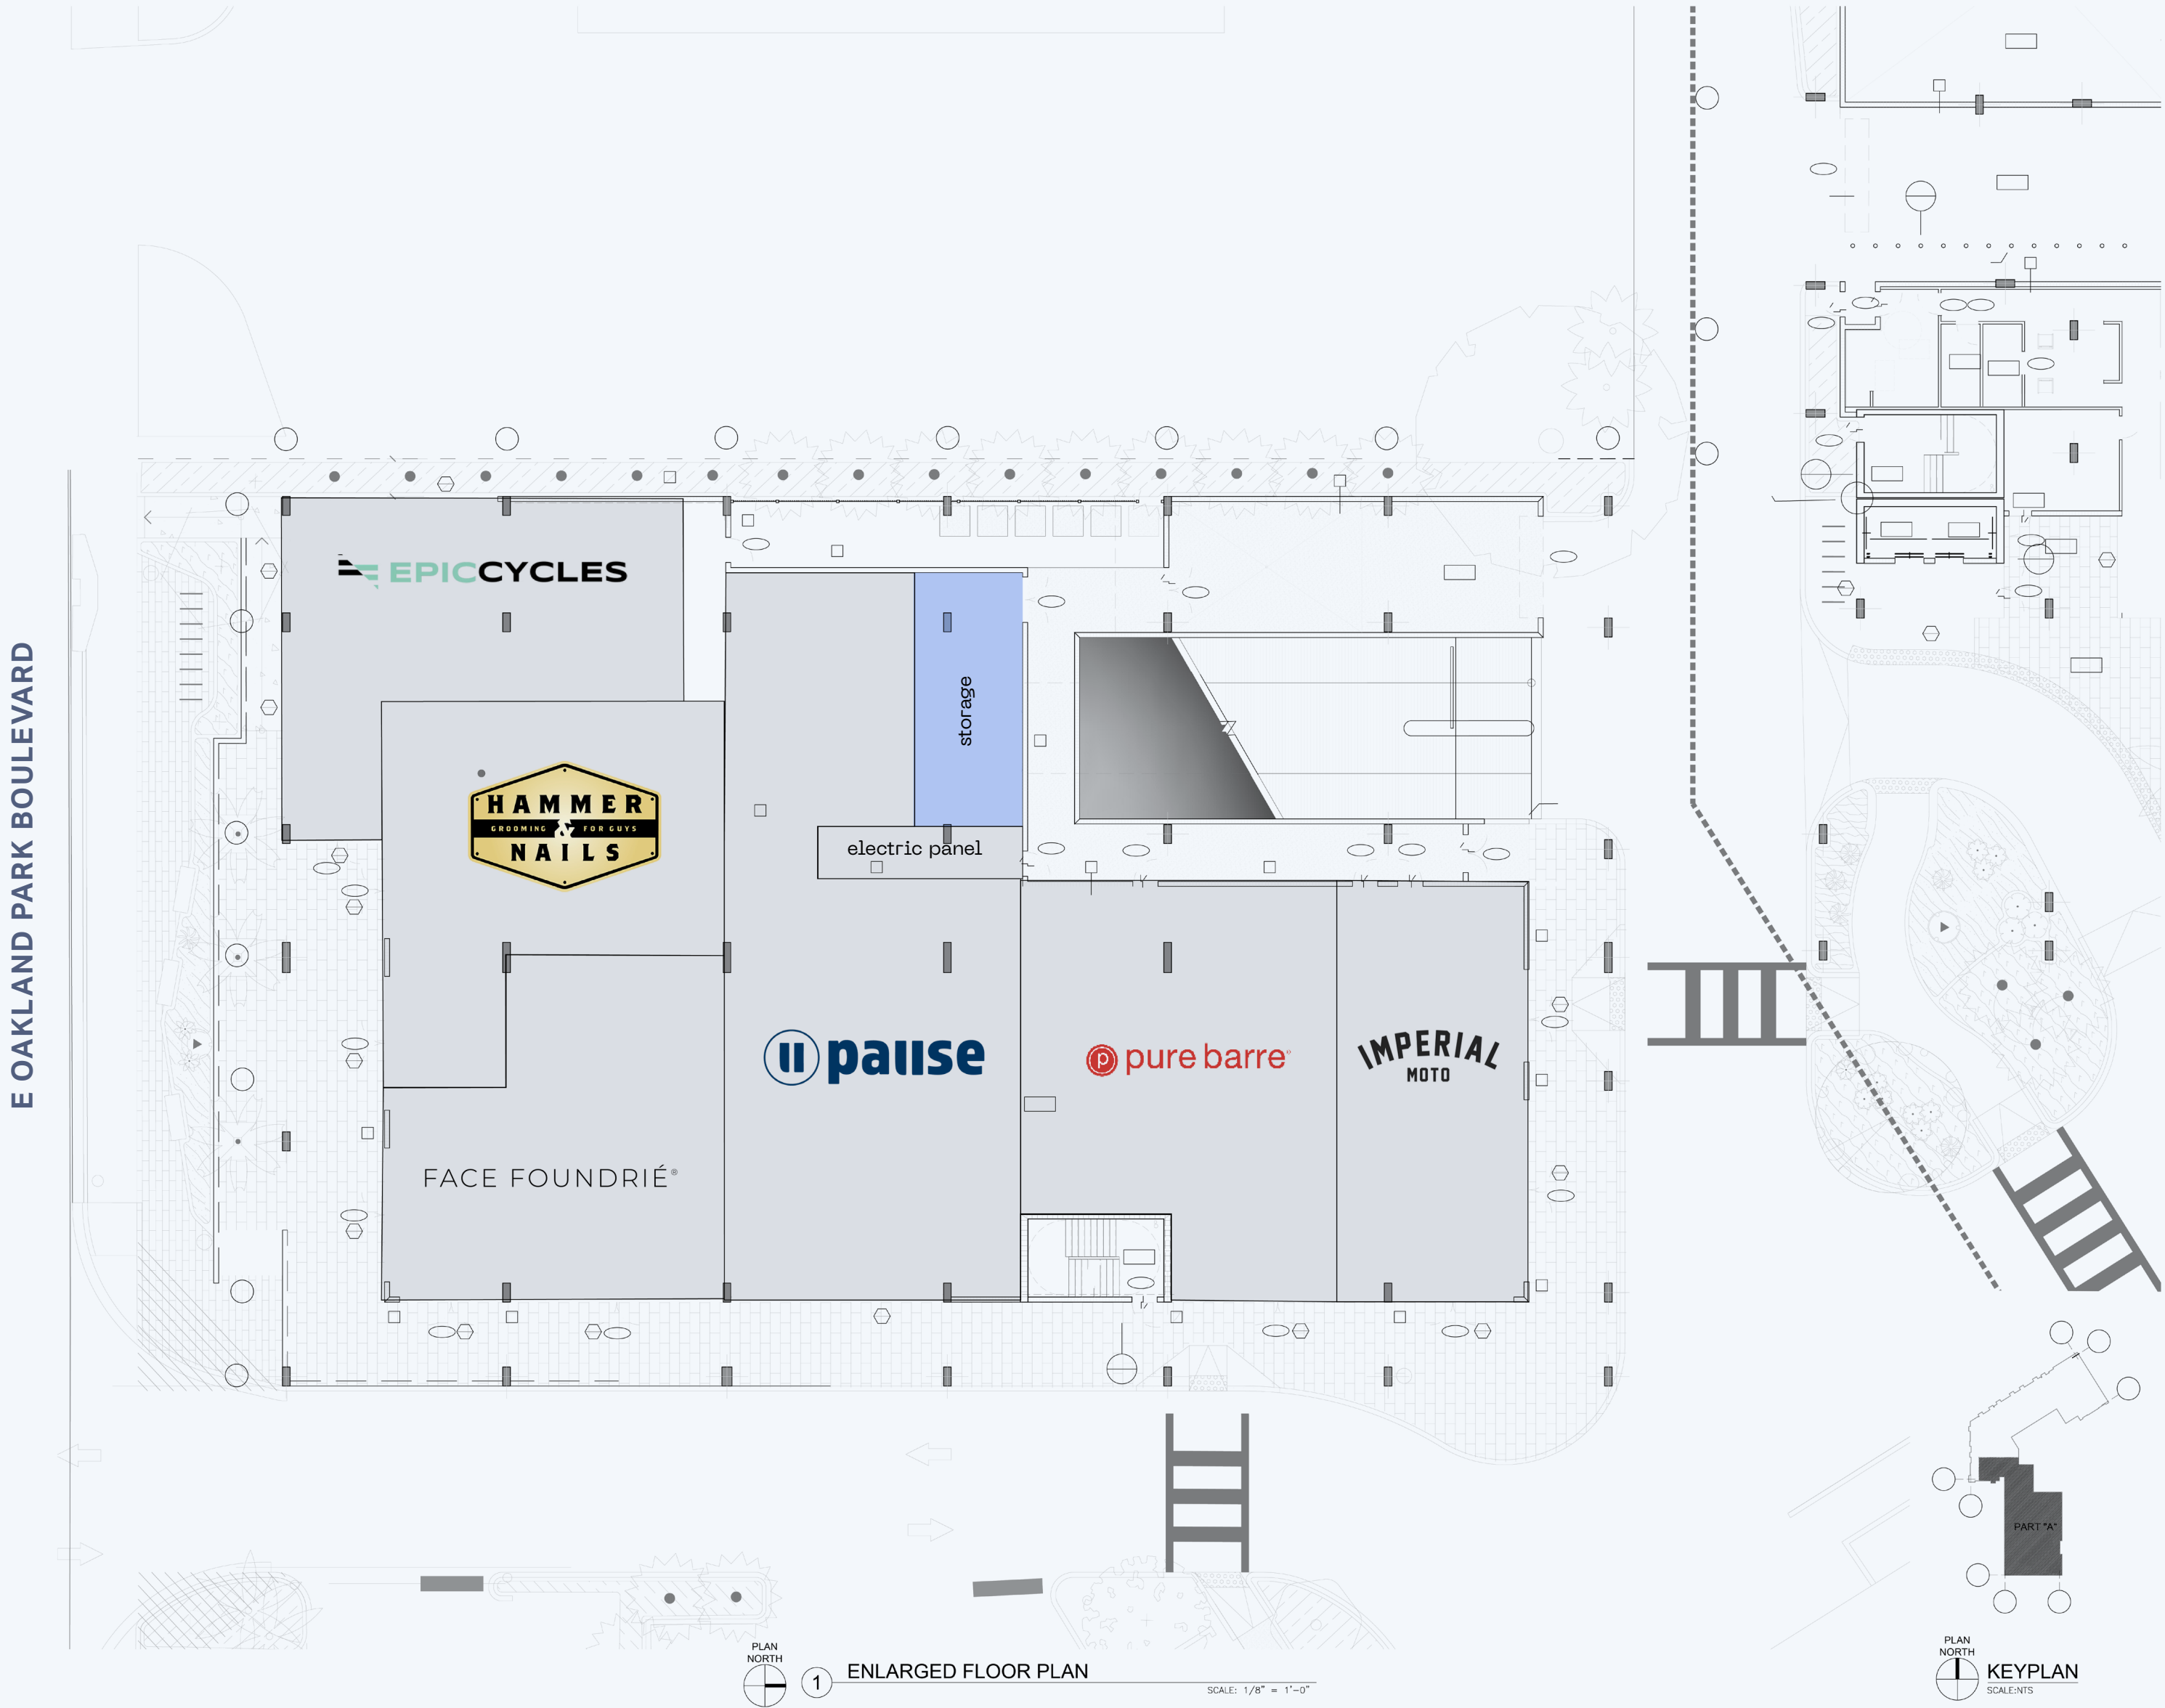 E OAKLAND PARK BOULEVARD
EPICCYCLES
storage
HAMMER
GROOMING & FOR GUYS
NAILS
electric panel
pause
p pure barre®
IMPERIAL
MOTO
FACE FOUNDRIÉ®
PART "A"
PLAN
NORTH
1 ENLARGED FLOOR PLAN
SCALE: 1/8" = 1'-0"
PLAN
NORTH
KEYPLAN
SCALE:NTS